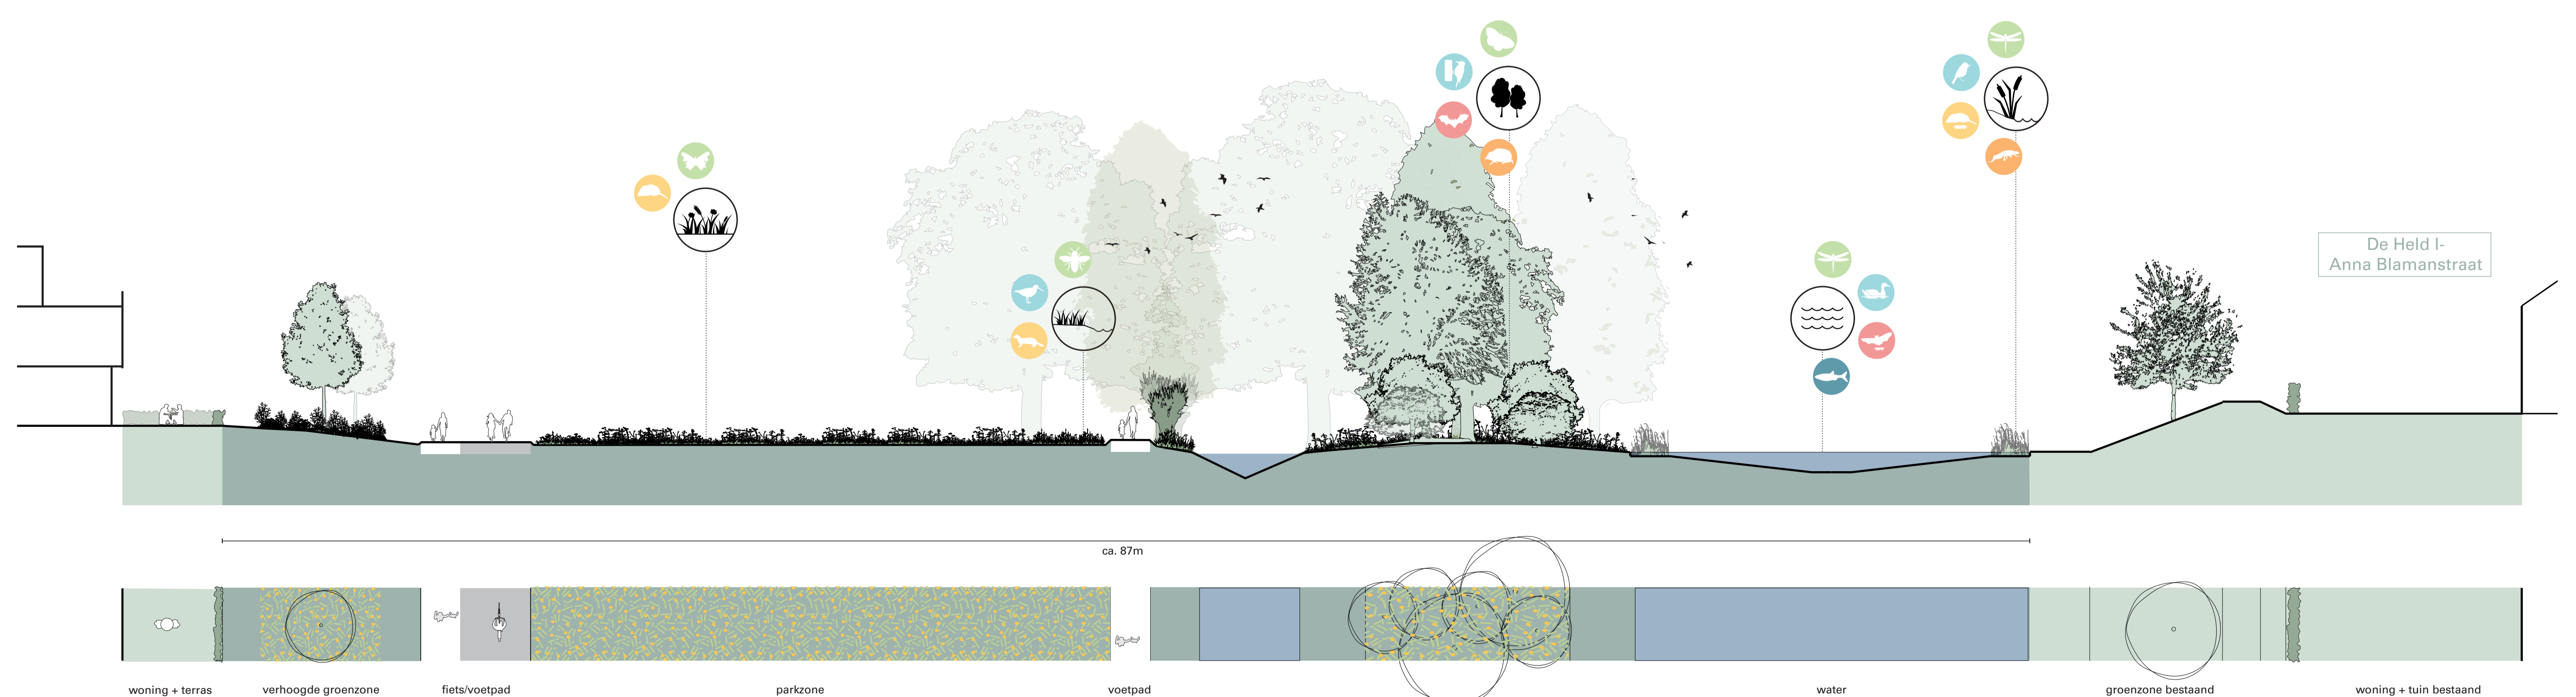 De Held I-
Anna Blamanstraat
ca. 87m
woning + terras
verhoogde groenzone
fiets/voetpad
parkzone
voetpad
water
groenzone bestaand
woning + tuin bestaand